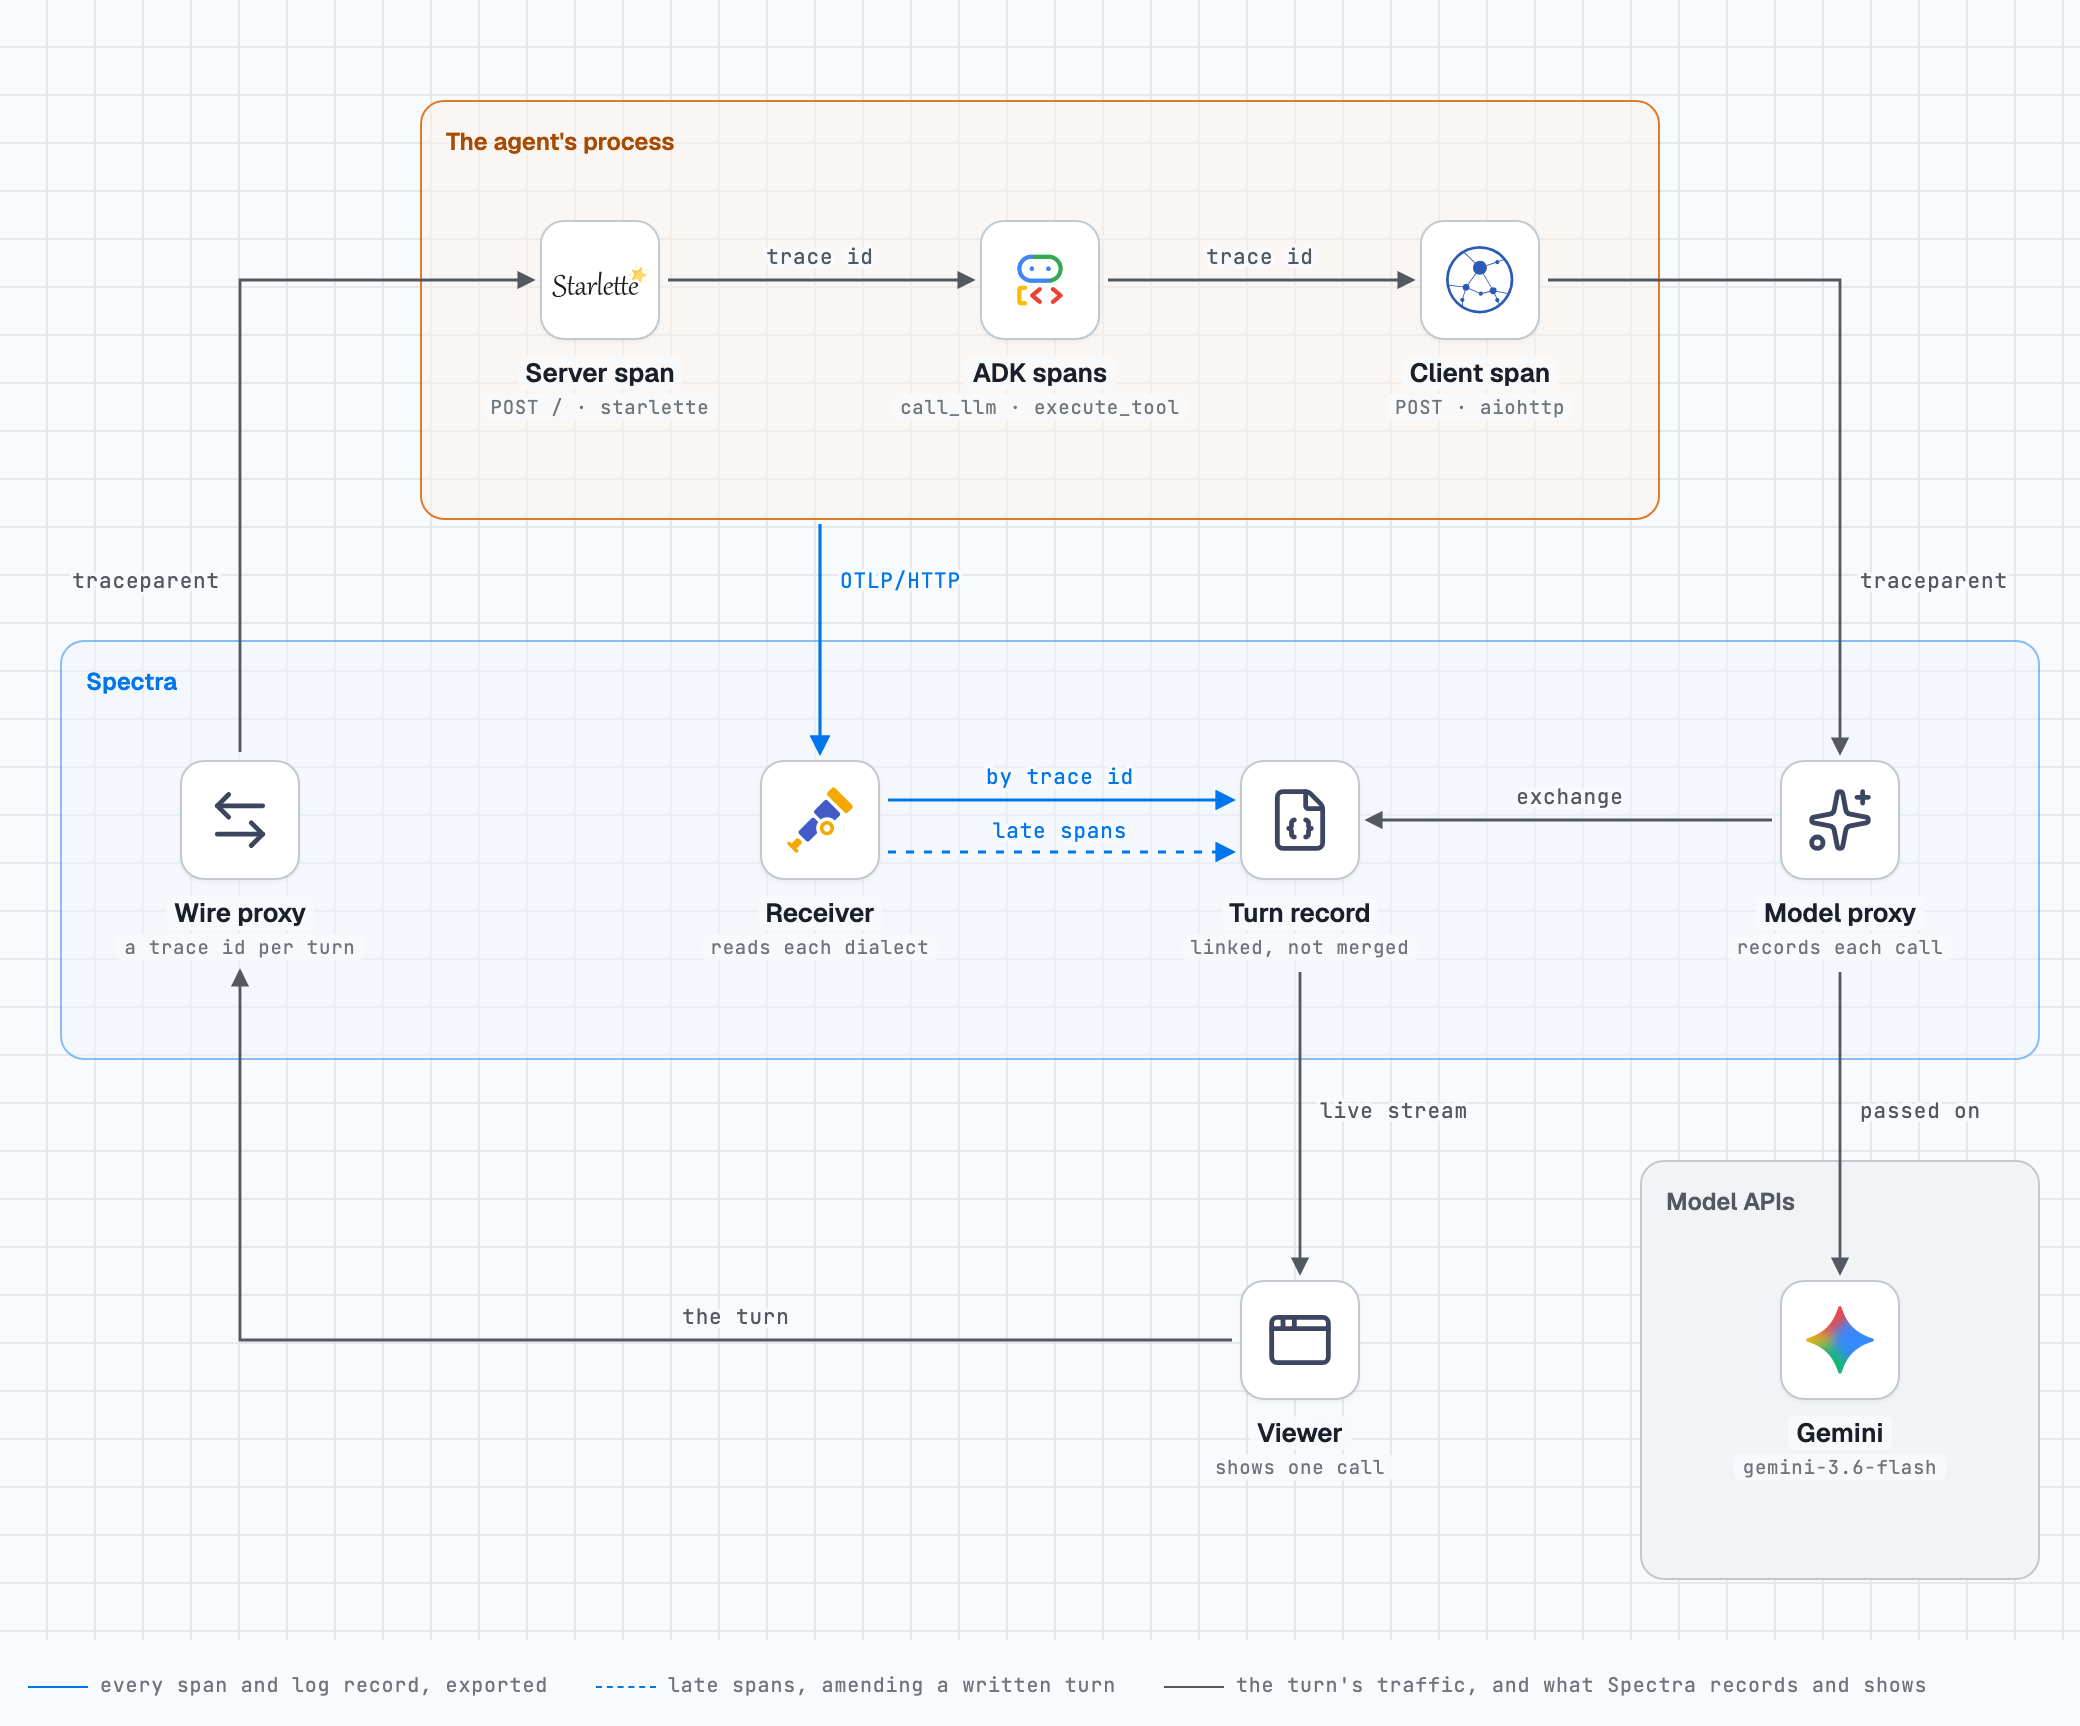 The agent's process
Starlette
trace id
trace id
Server span
POST / · starlette
ADK spans
call_llm · execute_tool
Client span
POST · aiohttp
traceparent
OTLP/HTTP
traceparent
Spectra
by trace id
late spans
exchange
Wire proxy
a trace id per turn
Receiver
reads each dialect
Turn record
linked, not merged
Model proxy
records each call
live stream
passed on
Model APIs
the turn
Viewer
shows one call
Gemini
gemini-3.6-flash
every span and log record, exported
late spans, amending a written turn
the turn's traffic, and what Spectra records and shows